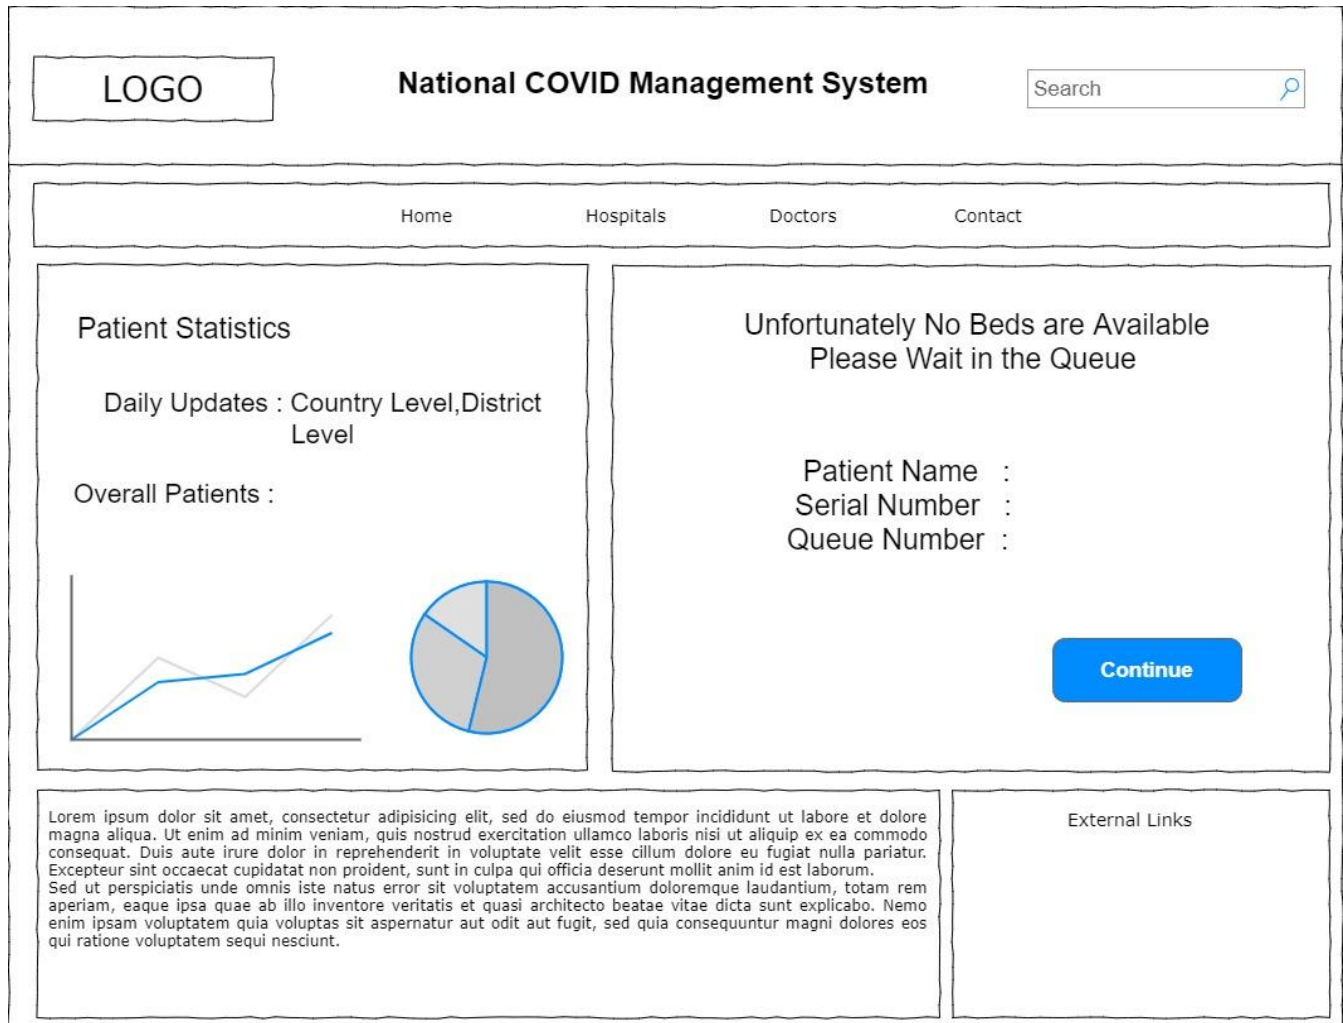 LOGO
National COVID Management System
Search
Home Hospitals Doctors Contact
Patient Statistics
Daily Updates : Country Level,District
Level
Overall Patients :
Unfortunately No Beds are Available
Please Wait in the Queue
Patient Name :
Serial Number :
Queue Number :
Continue
Lorem ipsum dolor sit amet, consectetur adipisicing elit, sed do eiusmod tempor incididunt ut labore et dolore
magna aliqua. Ut enim ad minim veniam, quis nostrud exercitation ullamco laboris nisi ut aliquip ex ea commodo
consequat. Duis aute irure dolor in reprehenderit in voluptate velit esse cillum dolore eu fugiat nulla pariatur.
Excepteur sint occaecat cupidatat non proident, sunt in culpa qui officia deserunt mollit anim id est laborum.
Sed ut perspiciatis unde omnis iste natus error sit voluptatem accusantium doloremque laudantium, totam rem
aperiam, eaque ipsa quae ab illo inventore veritatis et quasi architecto beatae vitae dicta sunt explicabo. Nemo
enim ipsam voluptatem quia voluptas sit aspernatur aut odit aut fugit, sed quia consequuntur magni dolores eos
qui ratione voluptatem sequi nesciunt.
External Links